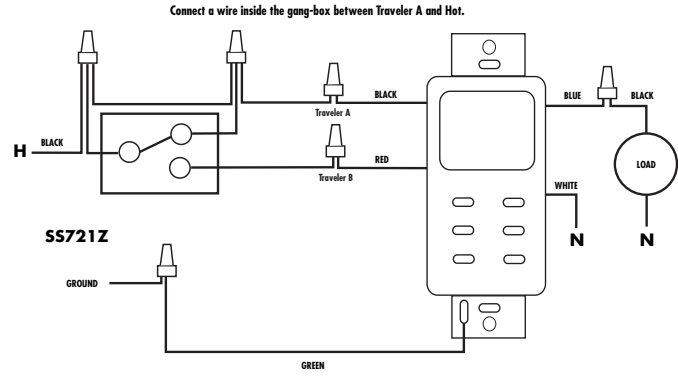 Connect a wire inside the gang-box between Traveler A and Hot.
BLACK
BLUE
BLACK
Traveler A
H
BLACK
RED
LOAD
Traveler B
WHITE
N
N
SS721Z
GROUND
GREEN